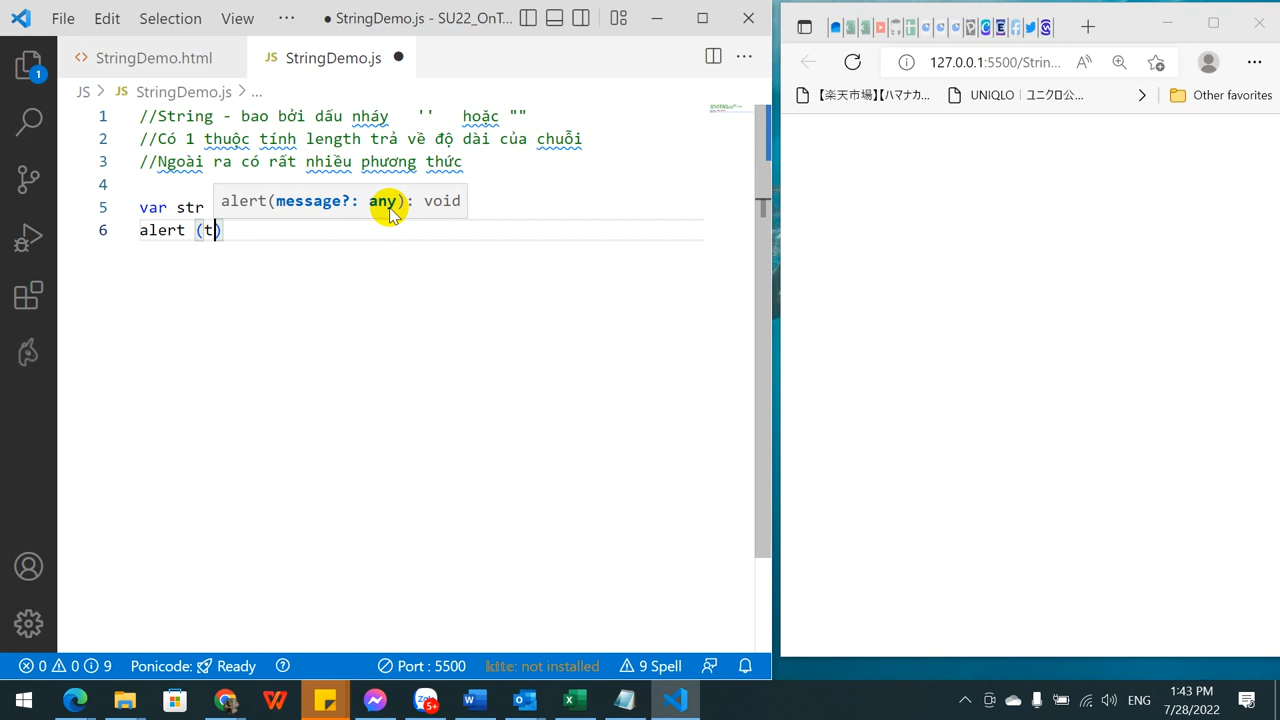 File Edit Selection View ··· ● StringDemo.js - SU22_OnT...
<> StringDemo.html JS StringDemo.js ●
JS > JS StringDemo.js > ...
1 //String - bao bởi dấu nháy '' hoặc ""
2 //Có 1 thuộc tính length trả về độ dài của chuỗi
3 //Ngoài ra có rất nhiều phương thức
4
alert(message?: any): void
5 var str
6 alert (t)
1
0 0 9 Ponicode: Ready Port : 5500 kite: not installed 9 Spell
127.0.0.1:5500/Strin...
【楽天市場】【ハマナカ... UNIQLO｜ユニクロ公... Other favorites
5+
ENG
1:43 PM
7/28/2022